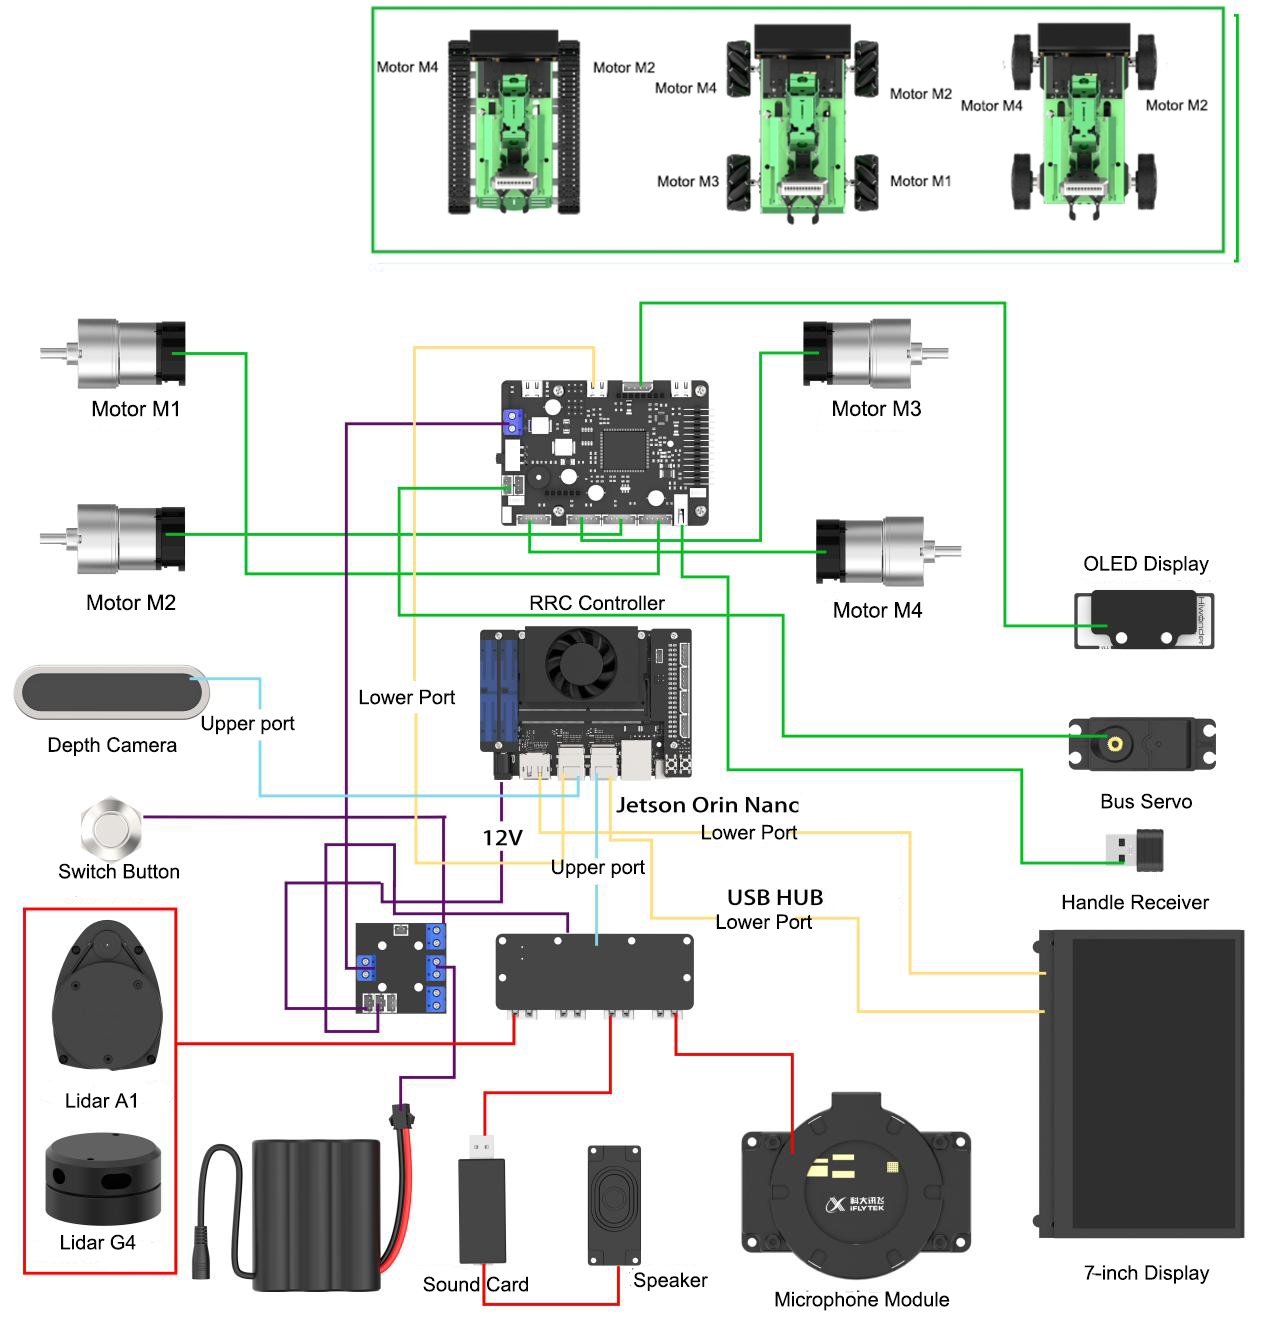 Motor M4
Motor M2
Motor M4
Motor M2
Motor M4
Motor M2
Motor M3
Motor M1
Motor M1
Motor M3
Motor M2
Motor M4
RRC Controller
OLED Display
Hiwonder
Lower Port
Upper port
Depth Camera
Bus Servo
Jetson Orin Nanc
Lower Port
12V
Switch Button
Upper port
USB HUB
Lower Port
Handle Receiver
Lidar A1
科大讯飞
iFLYTEK
Lidar G4
Sound Card
Speaker
Microphone Module
7-inch Display